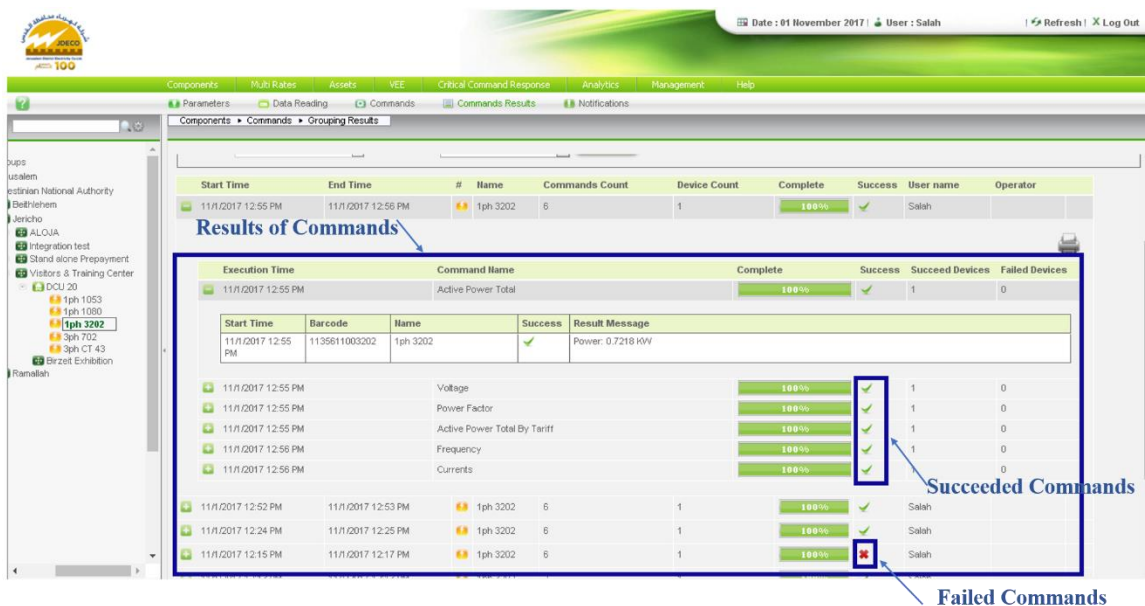 JDECO
100
Date : 01 November 2017 | User : Salah | Refresh | X Log Out
Components Multi Rates Assets VEE Critical Command Response Analytics Management Help
Parameters Data Reading Commands Commands Results Notifications
Components ▸ Commands ▸ Grouping Results
oups
usalem
estinian National Authority
Beithlehem
Jericho
ALOJA
Integration test
Stand alone Prepayment
Visitors & Training Center
DCU 20
1ph 1053
1ph 1080
1ph 3202
3ph 702
3ph CT 43
Birzeit Exhibition
Ramallah
Start Time End Time # Name Commands Count Device Count Complete Success User name Operator
11/1/2017 12:55 PM 11/1/2017 12:56 PM 1ph 3202 6 1 100% Salah
Results of Commands
Execution Time Command Name Complete Success Succeed Devices Failed Devices
11/1/2017 12:55 PM Active Power Total 100% 1 0
Start Time Barcode Name Success Result Message
11/1/2017 12:55 PM 1135611003202 1ph 3202 Power: 0.7218 KW
11/1/2017 12:55 PM Voltage 100% 1 0
11/1/2017 12:55 PM Power Factor 100% 1 0
11/1/2017 12:55 PM Active Power Total By Tariff 100% 1 0
11/1/2017 12:56 PM Frequency 100% 1 0
11/1/2017 12:56 PM Currents 100% 1 0
Succeeded Commands
11/1/2017 12:52 PM 11/1/2017 12:53 PM 1ph 3202 6 1 100% Salah
11/1/2017 12:24 PM 11/1/2017 12:25 PM 1ph 3202 6 1 100% Salah
11/1/2017 12:15 PM 11/1/2017 12:17 PM 1ph 3202 6 1 100% Salah
Failed Commands